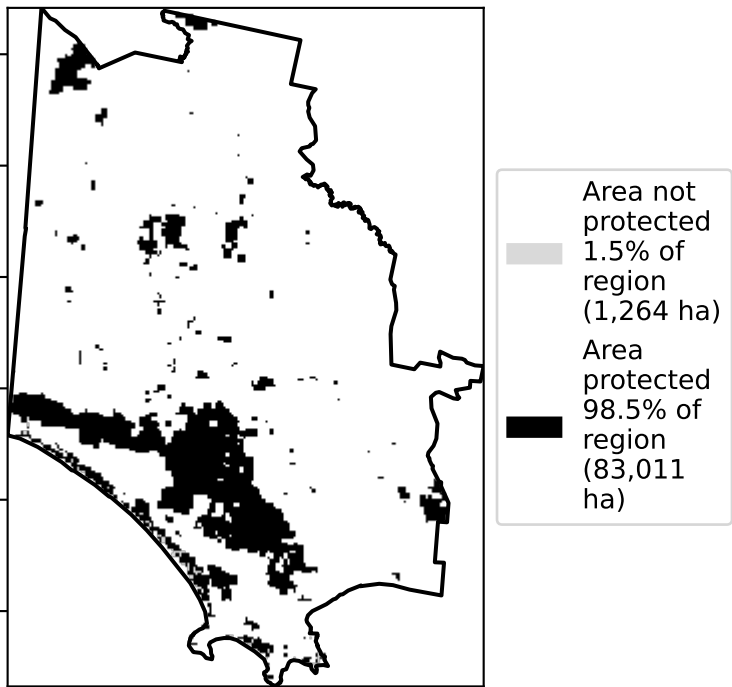 Area not
protected
1.5% of
region
(1,264 ha)
Area
protected
98.5% of
region
(83,011
ha)